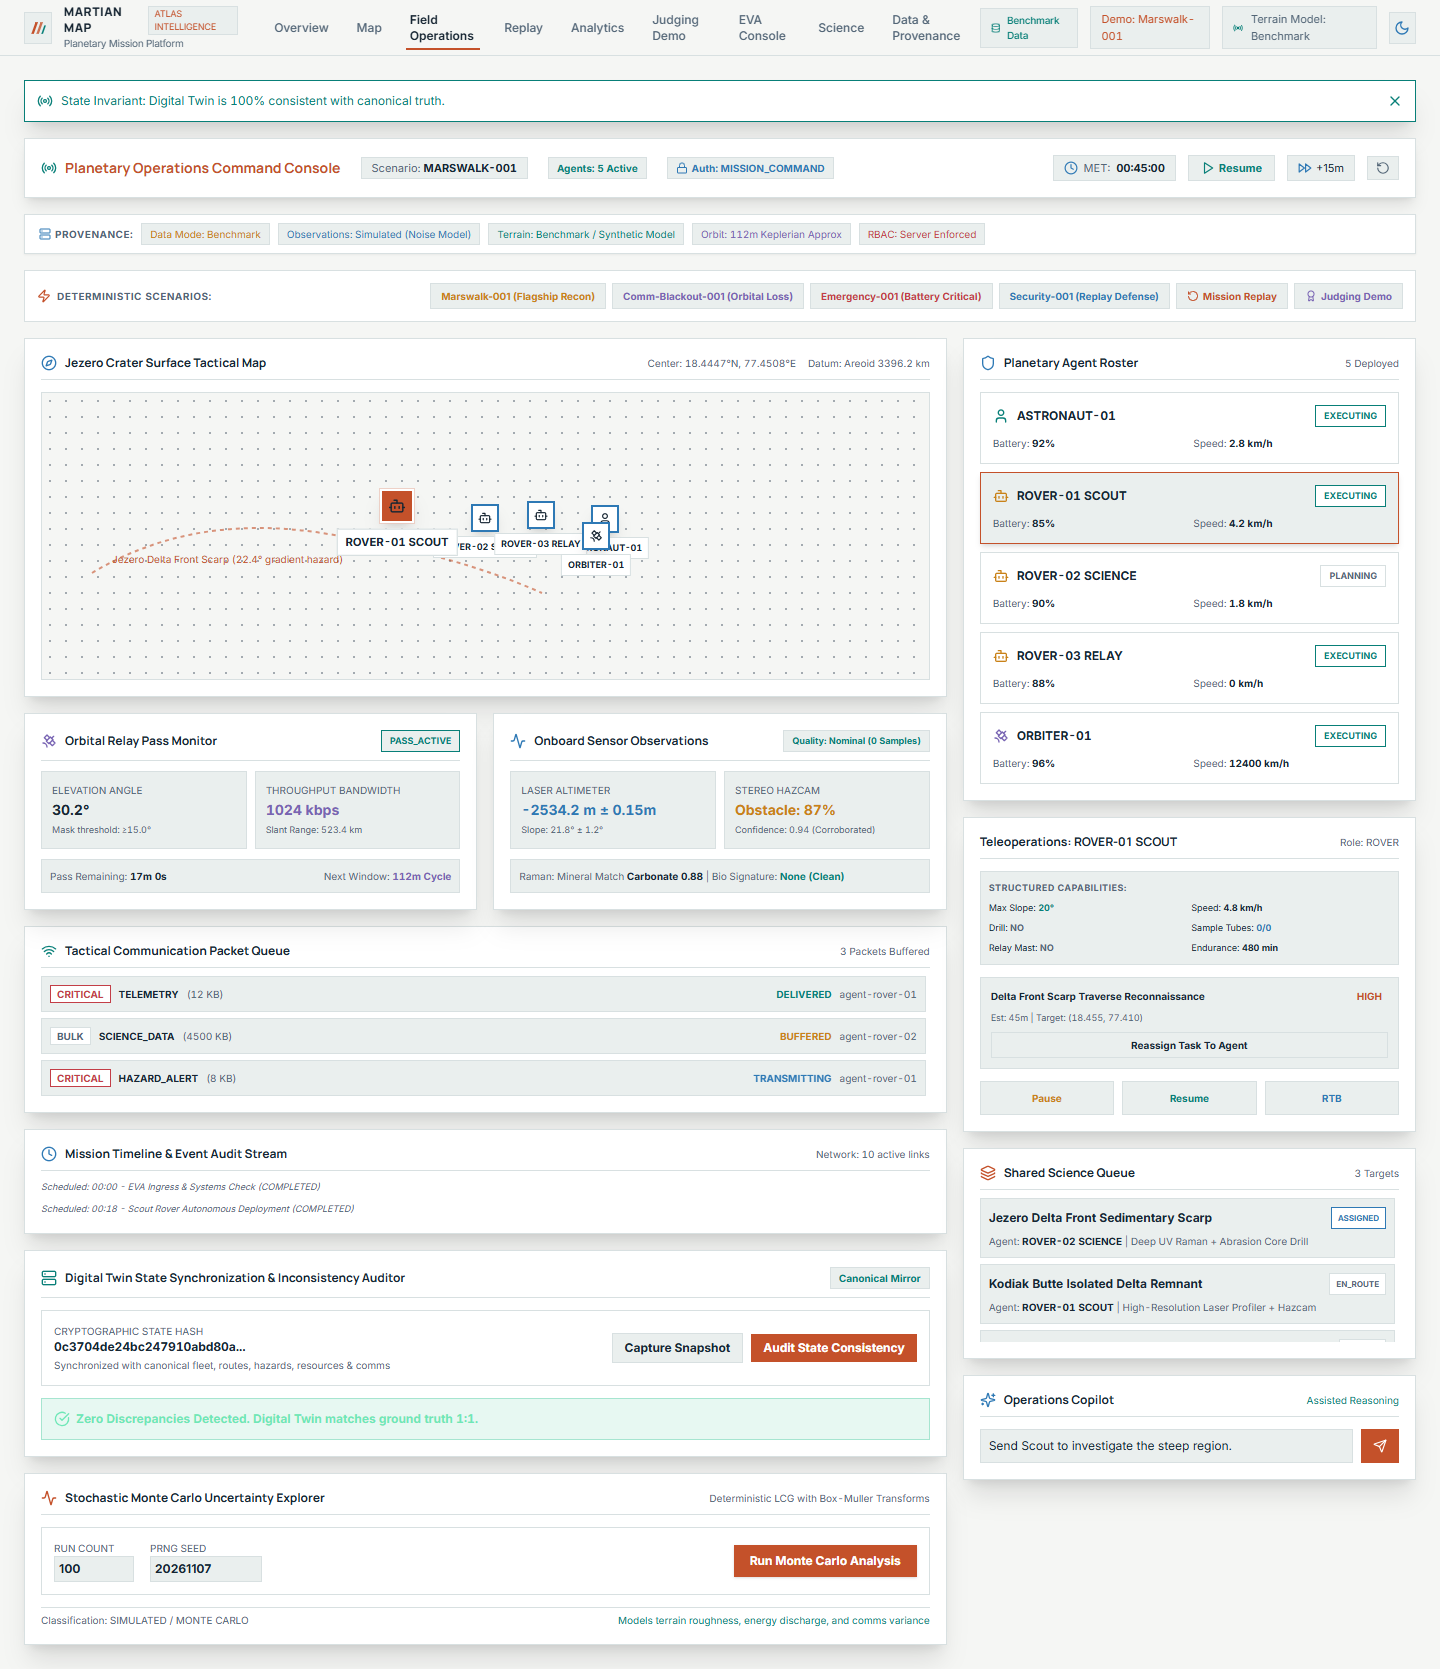 MARTIAN MAP
ATLAS INTELLIGENCE
Planetary Mission Platform
Overview
Map
Field Operations
Replay
Analytics
Judging Demo
EVA Console
Science
Data & Provenance
Benchmark Data
Demo: Marswalk-001
Terrain Model: Benchmark
State Invariant: Digital Twin is 100% consistent with canonical truth.
Planetary Operations Command Console
Scenario: MARSWALK-001
Agents: 5 Active
Auth: MISSION_COMMAND
MET: 00:45:00
Resume
+15m
PROVENANCE:
Data Mode: Benchmark
Observations: Simulated (Noise Model)
Terrain: Benchmark / Synthetic Model
Orbit: 112m Keplerian Approx
RBAC: Server Enforced
DETERMINISTIC SCENARIOS:
Marswalk-001 (Flagship Recon)
Comm-Blackout-001 (Orbital Loss)
Emergency-001 (Battery Critical)
Security-001 (Replay Defense)
Mission Replay
Judging Demo
Jezero Crater Surface Tactical Map
Center: 18.4447°N, 77.4508°E
Datum: Areoid 3396.2 km
Jezero Delta Front Scarp (22.4° gradient hazard)
ROVER-01 SCOUT
VER-02 S
ROVER-03 RELAY
AUT-01
ORBITER-01
Orbital Relay Pass Monitor
PASS_ACTIVE
ELEVATION ANGLE
30.2°
Mask threshold: ≥15.0°
THROUGHPUT BANDWIDTH
1024 kbps
Slant Range: 523.4 km
Pass Remaining: 17m 0s
Next Window: 112m Cycle
Onboard Sensor Observations
Quality: Nominal (0 Samples)
LASER ALTIMETER
-2534.2 m ± 0.15m
Slope: 21.8° ± 1.2°
STEREO HAZCAM
Obstacle: 87%
Confidence: 0.94 (Corroborated)
Raman: Mineral Match Carbonate 0.88 | Bio Signature: None (Clean)
Tactical Communication Packet Queue
3 Packets Buffered
CRITICAL TELEMETRY (12 KB) DELIVERED agent-rover-01
BULK SCIENCE_DATA (4500 KB) BUFFERED agent-rover-02
CRITICAL HAZARD_ALERT (8 KB) TRANSMITTING agent-rover-01
Mission Timeline & Event Audit Stream
Network: 10 active links
Scheduled: 00:00 - EVA Ingress & Systems Check (COMPLETED)
Scheduled: 00:18 - Scout Rover Autonomous Deployment (COMPLETED)
Digital Twin State Synchronization & Inconsistency Auditor
Canonical Mirror
CRYPTOGRAPHIC STATE HASH
0c3704de24bc247910abd80a...
Synchronized with canonical fleet, routes, hazards, resources & comms
Capture Snapshot
Audit State Consistency
Zero Discrepancies Detected. Digital Twin matches ground truth 1:1.
Stochastic Monte Carlo Uncertainty Explorer
Deterministic LCG with Box-Muller Transforms
RUN COUNT
100
PRNG SEED
20261107
Run Monte Carlo Analysis
Classification: SIMULATED / MONTE CARLO
Models terrain roughness, energy discharge, and comms variance
Planetary Agent Roster
5 Deployed
ASTRONAUT-01
EXECUTING
Battery: 92%
Speed: 2.8 km/h
ROVER-01 SCOUT
EXECUTING
Battery: 85%
Speed: 4.2 km/h
ROVER-02 SCIENCE
PLANNING
Battery: 90%
Speed: 1.8 km/h
ROVER-03 RELAY
EXECUTING
Battery: 88%
Speed: 0 km/h
ORBITER-01
EXECUTING
Battery: 96%
Speed: 12400 km/h
Teleoperations: ROVER-01 SCOUT
Role: ROVER
STRUCTURED CAPABILITIES:
Max Slope: 20°
Speed: 4.8 km/h
Drill: NO
Sample Tubes: 0/0
Relay Mast: NO
Endurance: 480 min
Delta Front Scarp Traverse Reconnaissance
HIGH
Est: 45m | Target: (18.455, 77.410)
Reassign Task To Agent
Pause
Resume
RTB
Shared Science Queue
3 Targets
Jezero Delta Front Sedimentary Scarp
ASSIGNED
Agent: ROVER-02 SCIENCE | Deep UV Raman + Abrasion Core Drill
Kodiak Butte Isolated Delta Remnant
EN_ROUTE
Agent: ROVER-01 SCOUT | High-Resolution Laser Profiler + Hazcam
Operations Copilot
Assisted Reasoning
Send Scout to investigate the steep region.